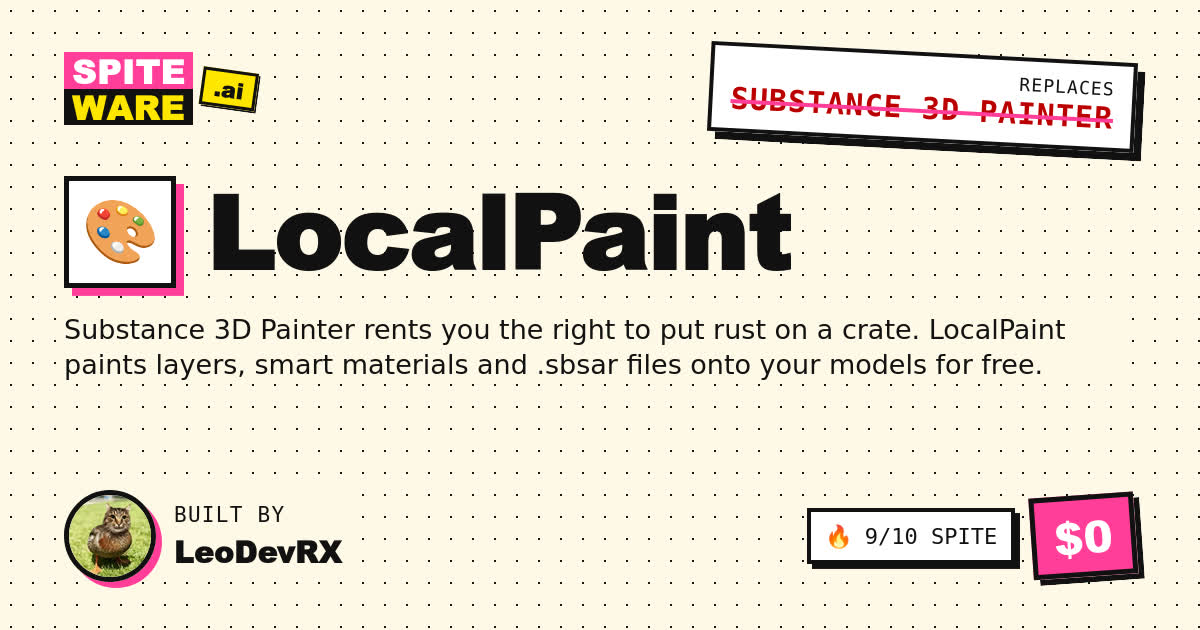 SPITE
WARE
.ai
REPLACES
SUBSTANCE 3D PAINTER
LocalPaint
Substance 3D Painter rents you the right to put rust on a crate. LocalPaint
paints layers, smart materials and .sbsar files onto your models for free.
BUILT BY
LeoDevRX
9/10 SPITE
$0